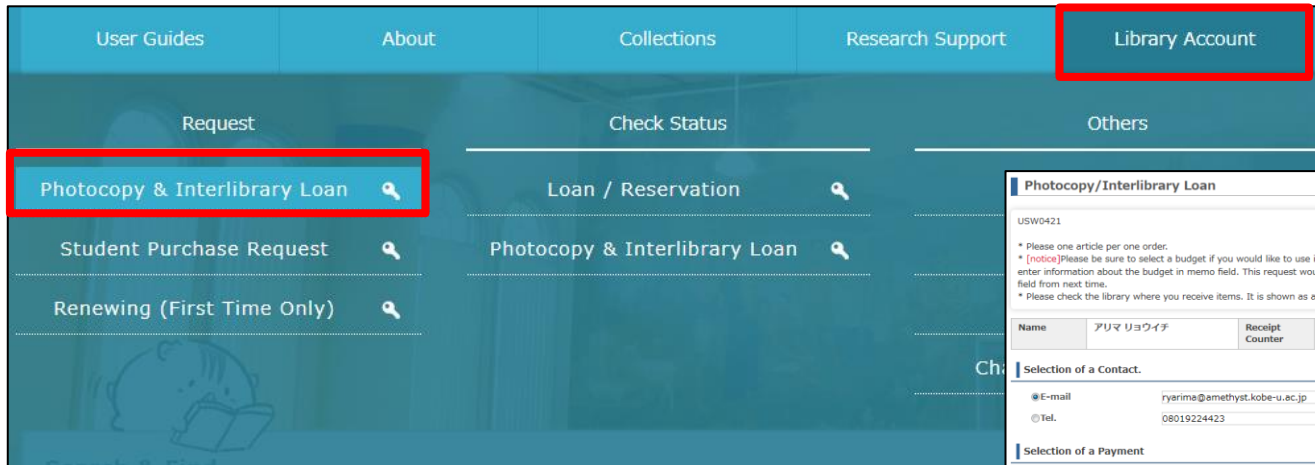 User Guides
About
Collections
Research Support
Library Account
Request
Photocopy & Interlibrary Loan
Student Purchase Request
Renewing (First Time Only)
Check Status
Loan / Reservation
Photocopy & Interlibrary Loan
Others
Photocopy/Interlibrary Loan
USW0421
* Please one article per one order.
* [notice]Please be sure to select a budget if you would like to use
enter information about the budget in memo field. This request
field from next time.
* Please check the library where you receive items. It is shown as a
Name アリマ リョウイチ Receipt Counter
Selection of a Contact.
E-mail ryarima@amethyst.kobe-u.ac.jp
Tel. 08019224423
Selection of a Payment